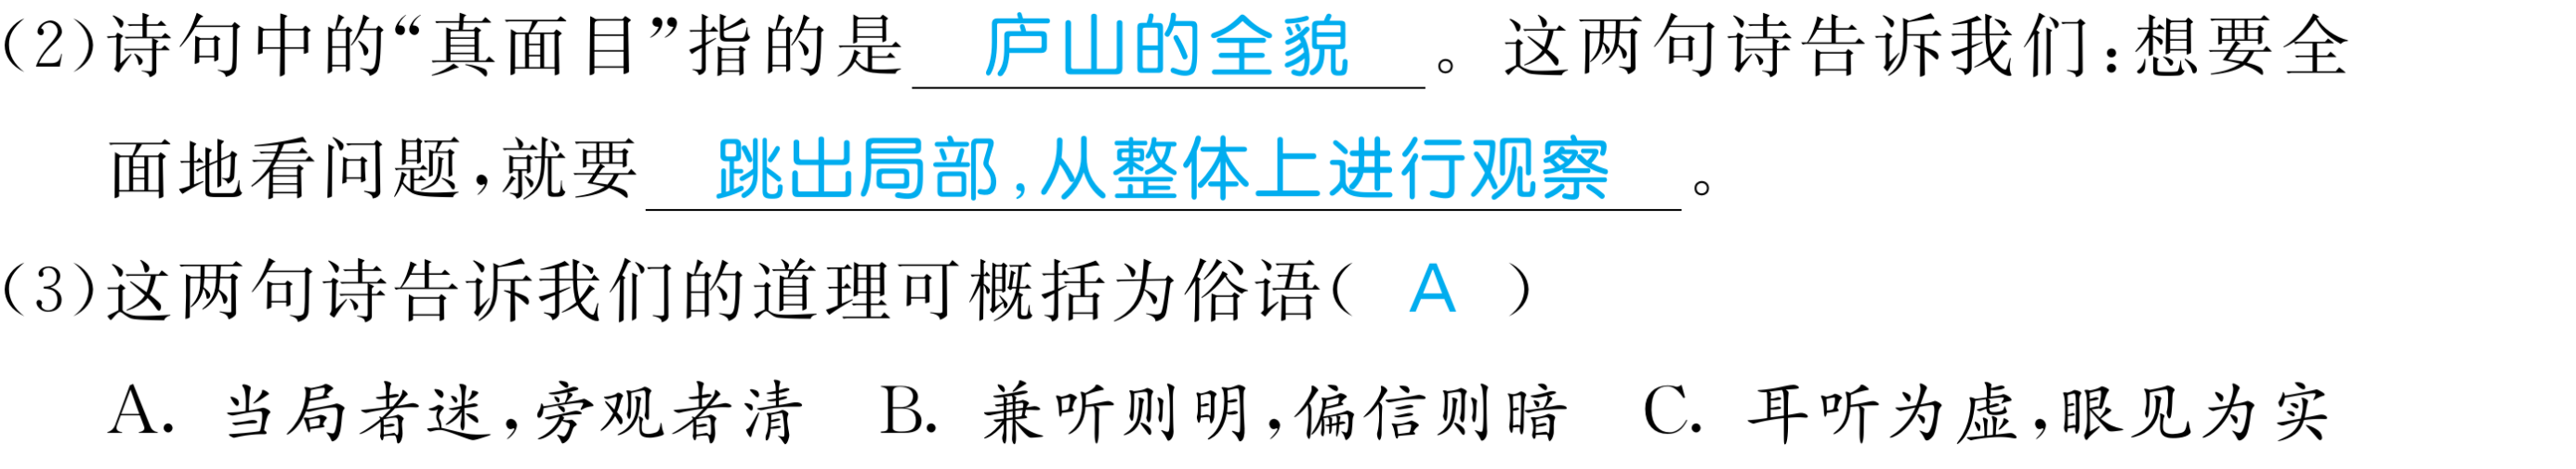 (2)诗句中的“真面目”指的是 庐山的全貌 。这两句诗告诉我们:想要全
面地看问题,就要 跳出局部,从整体上进行观察 。
(3)这两句诗告诉我们的道理可概括为俗语( A )
A. 当局者迷,旁观者清 B. 兼听则明,偏信则暗 C. 耳听为虚,眼见为实